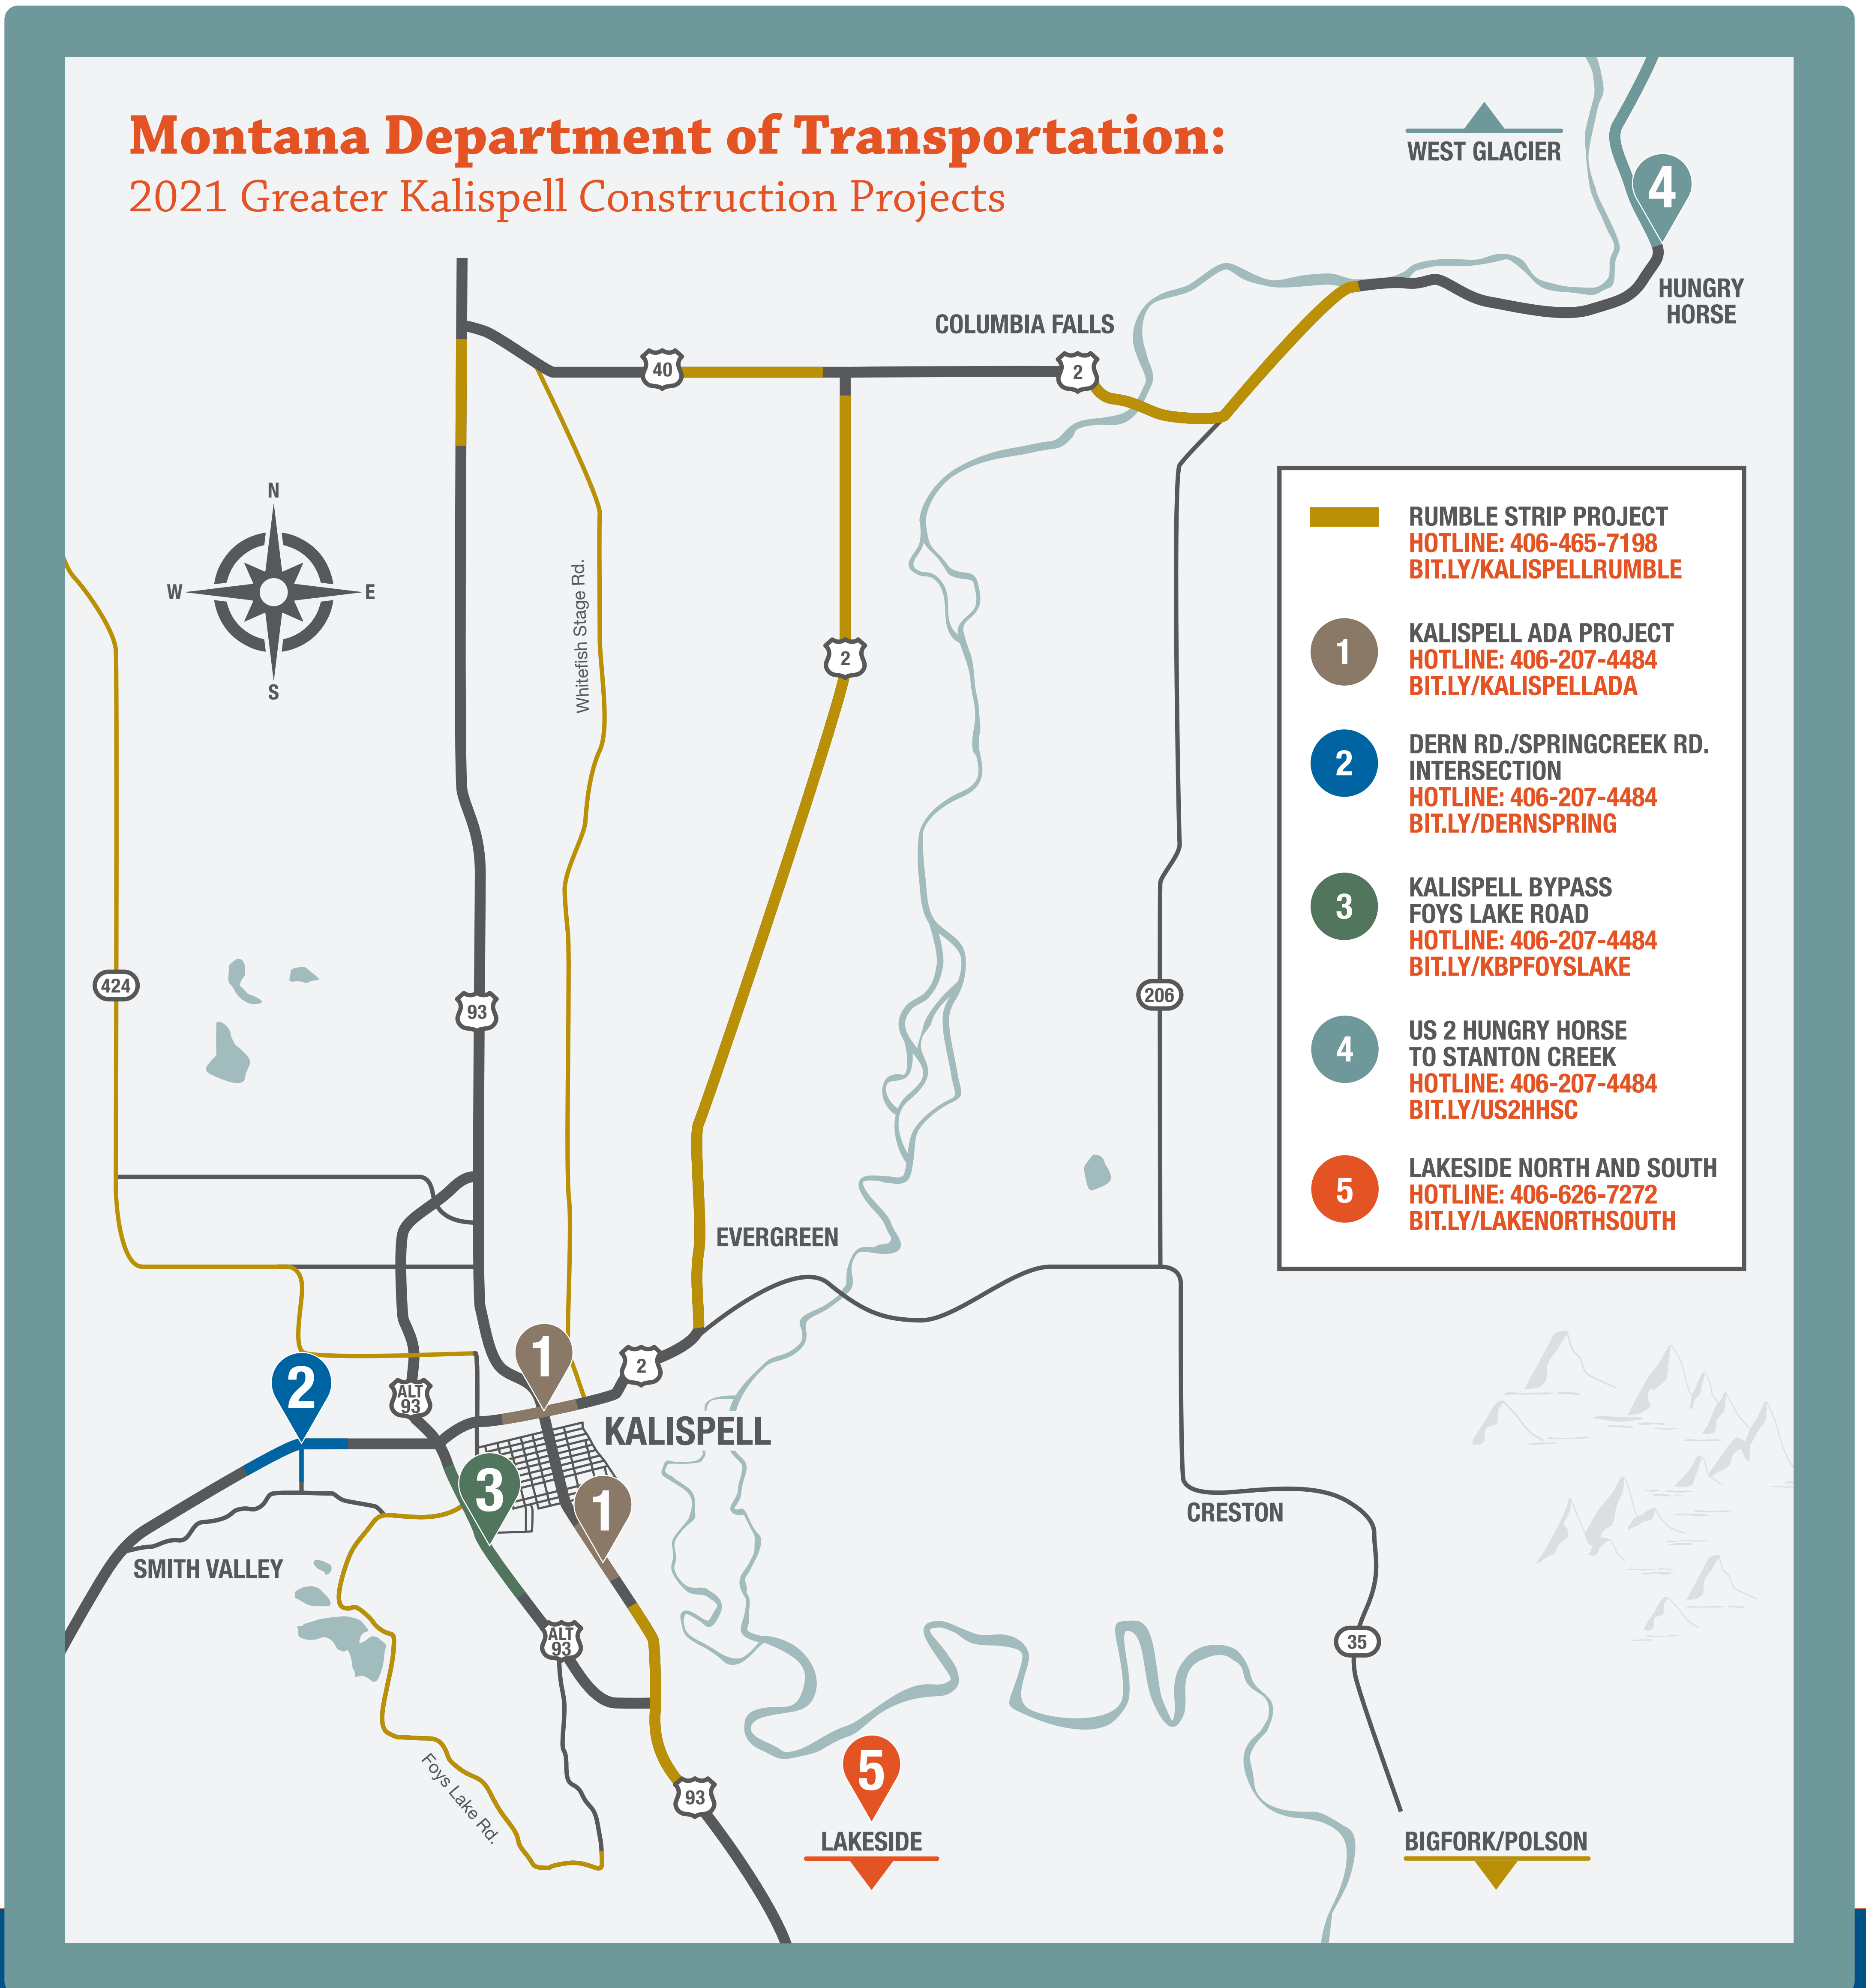 Montana Department of Transportation:
2021 Greater Kalispell Construction Projects
WEST GLACIER
4
HUNGRY
HORSE
COLUMBIA FALLS
40
2
N
W
E
S
Whitefish Stage Rd.
2
424
93
206
RUMBLE STRIP PROJECT
HOTLINE: 406-465-7198
BIT.LY/KALISPELLRUMBLE
1
KALISPELL ADA PROJECT
HOTLINE: 406-207-4484
BIT.LY/KALISPELLADA
2
DERN RD./SPRINGCREEK RD.
INTERSECTION
HOTLINE: 406-207-4484
BIT.LY/DERNSPRING
3
KALISPELL BYPASS
FOYS LAKE ROAD
HOTLINE: 406-207-4484
BIT.LY/KBPFOYSLAKE
4
US 2 HUNGRY HORSE
TO STANTON CREEK
HOTLINE: 406-207-4484
BIT.LY/US2HHSC
5
LAKESIDE NORTH AND SOUTH
HOTLINE: 406-626-7272
BIT.LY/LAKENORTHSOUTH
EVERGREEN
1
2
2
ALT
93
KALISPELL
3
1
CRESTON
SMITH VALLEY
ALT
93
35
Foys Lake Rd.
93
5
LAKESIDE
BIGFORK/POLSON